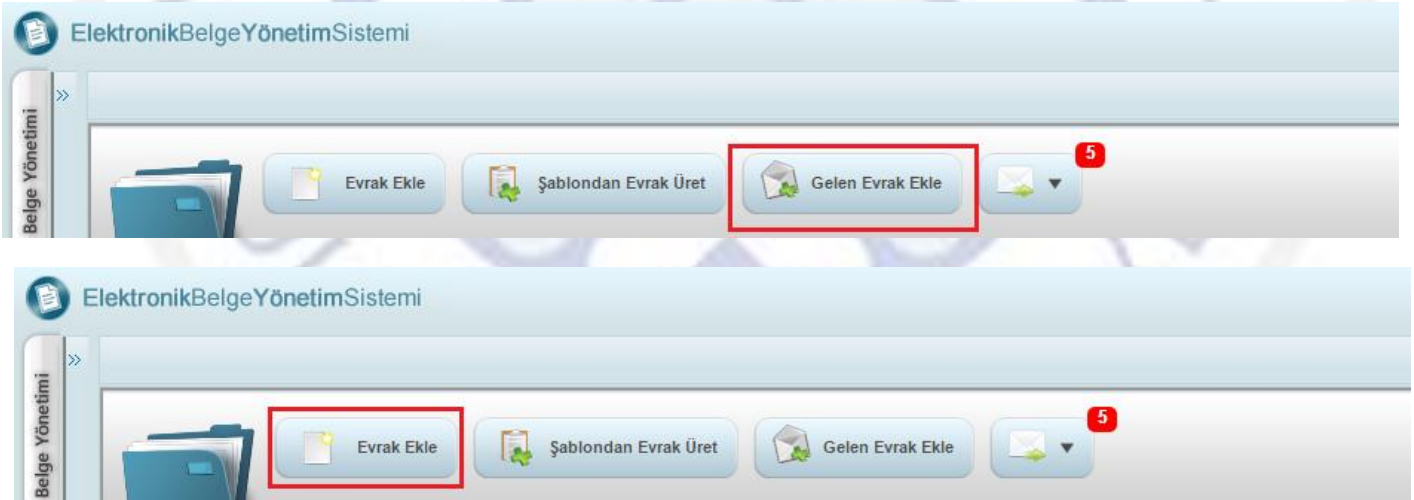 ElektronikBelgeYönetimSistemi
Belge Yönetimi
Evrak Ekle
Şablondan Evrak Üret
Gelen Evrak Ekle
5
ElektronikBelgeYönetimSistemi
Belge Yönetimi
Evrak Ekle
Şablondan Evrak Üret
Gelen Evrak Ekle
5